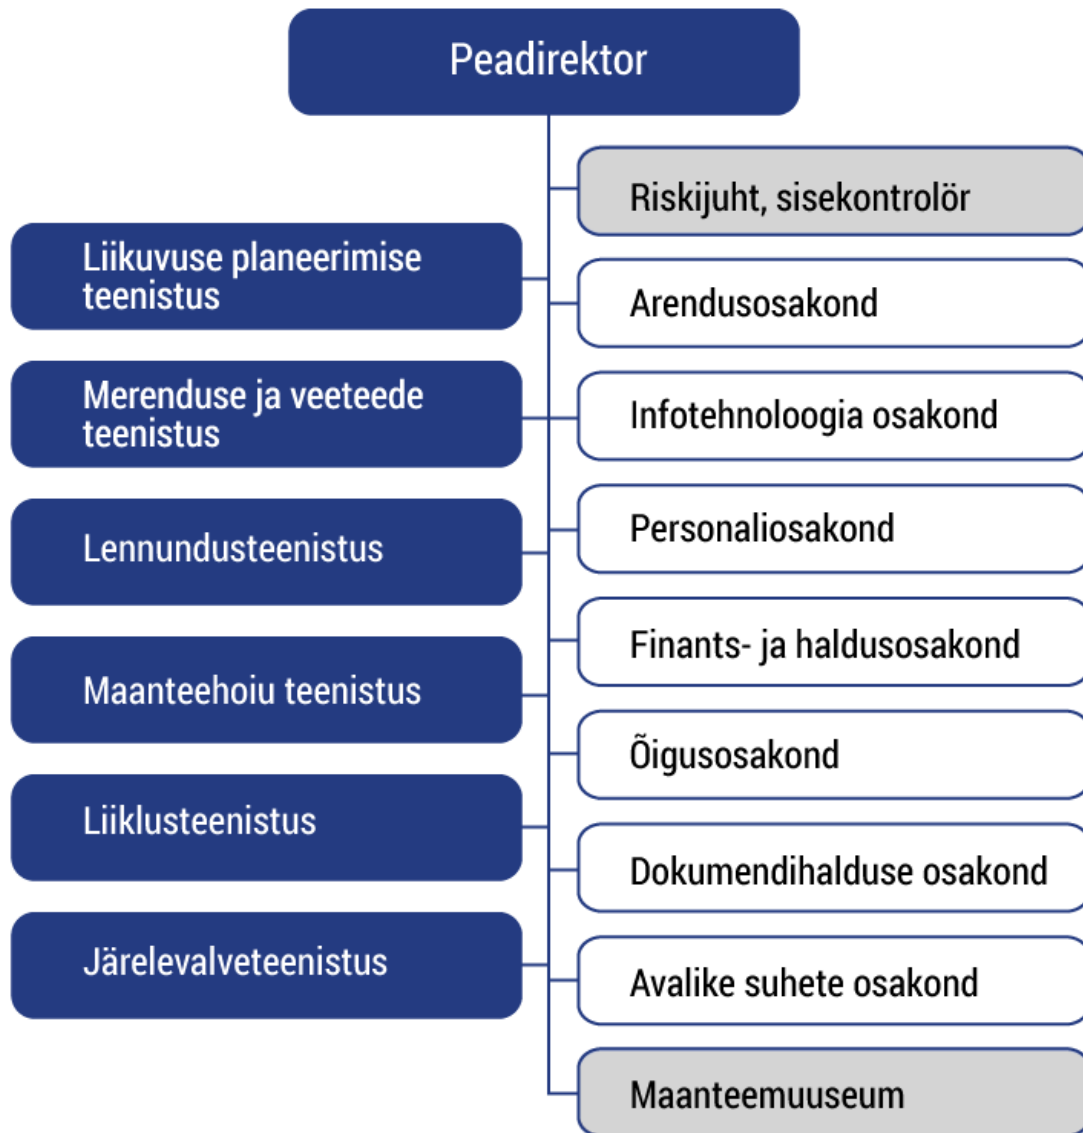 Peadirektor
Liikuvuse planeerimise
teenistus
Merenduse ja veeteede
teenistus
Lennundusteenistus
Maanteehoiu teenistus
Liiklusteenistus
Järelevalveteenistus
Riskijuht, sisekontrolör
Arendusosakond
Infotehnoloogia osakond
Personaliosakond
Finants- ja haldusosakond
Õigusosakond
Dokumendihalduse osakond
Avalike suhete osakond
Maanteemuuseum